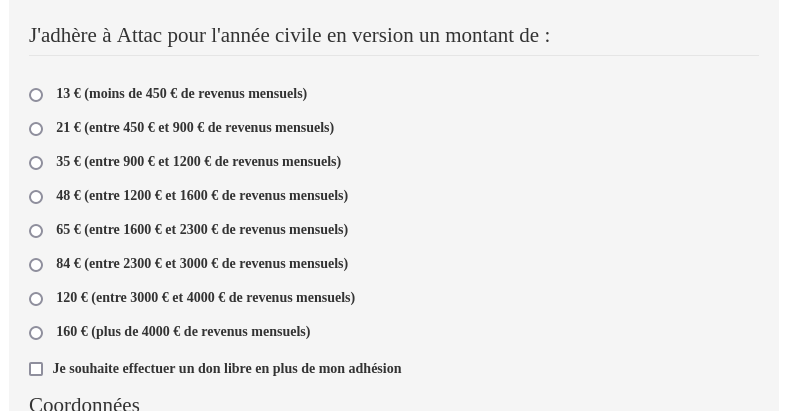 J'adhère à Attac pour l'année civile en version un montant de :
13 € (moins de 450 € de revenus mensuels)
21 € (entre 450 € et 900 € de revenus mensuels)
35 € (entre 900 € et 1200 € de revenus mensuels)
48 € (entre 1200 € et 1600 € de revenus mensuels)
65 € (entre 1600 € et 2300 € de revenus mensuels)
84 € (entre 2300 € et 3000 € de revenus mensuels)
120 € (entre 3000 € et 4000 € de revenus mensuels)
160 € (plus de 4000 € de revenus mensuels)
Je souhaite effectuer un don libre en plus de mon adhésion
Coordonnées